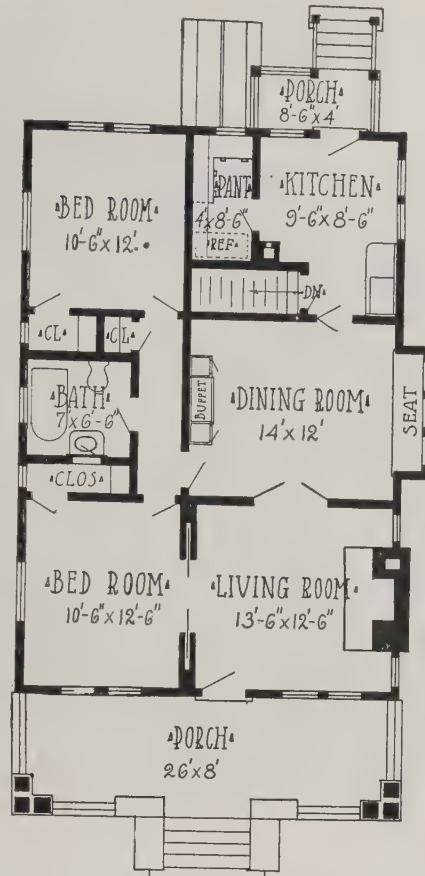 PORCH
8'-6"x4'
BED ROOM
10'-6"x12'
PANT
4'x8'-6"
REF
KITCHEN
9'-6"x8'-6"
DN
CL
CL
BATH
7'x6'-6"
BUFFET
DINING ROOM
14'x12'
SEAT
CLOS
BED ROOM
10'-6"x12'-6"
LIVING ROOM
13'-6"x12'-6"
PORCH
26'x8'